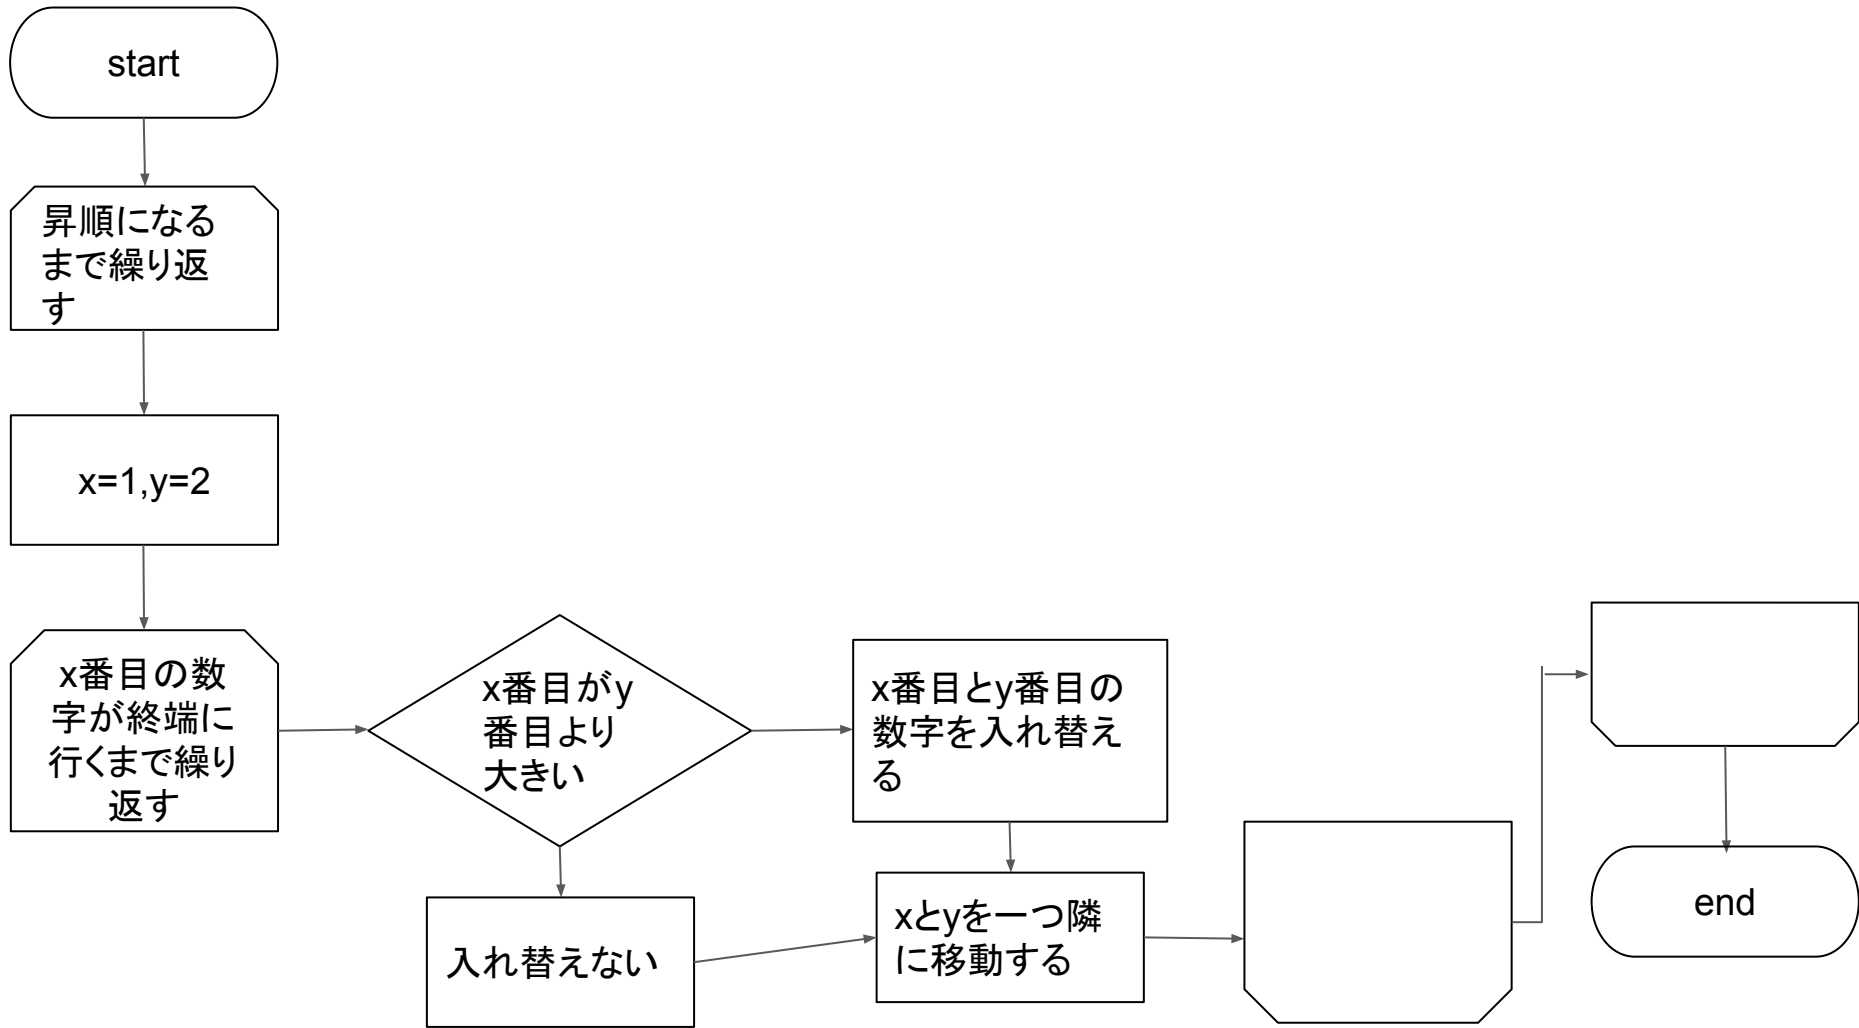 start
昇順になる
まで繰り返
す
x=1,y=2
x番目の数
字が終端に
行くまで繰り
返す
x番目がy
番目より
大きい
x番目とy番目の
数字を入れ替え
る
入れ替えない
xとyを一つ隣
に移動する
end